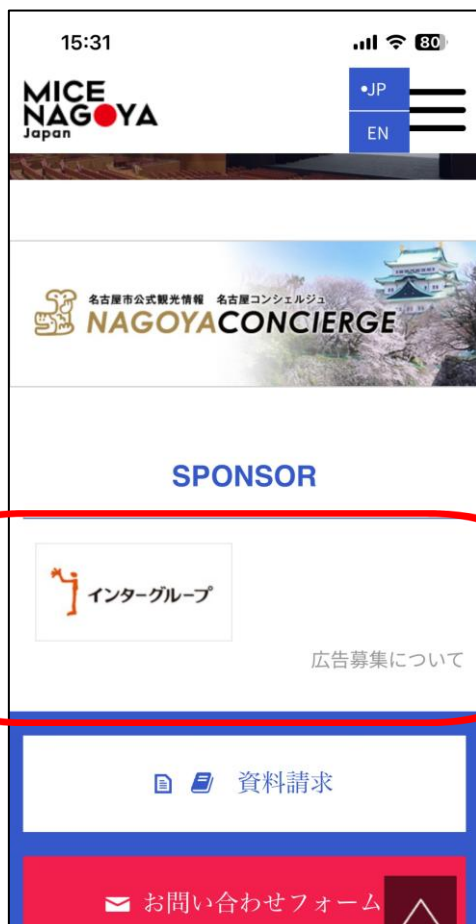 15:31
80
MICE
NAGOYA
Japan
•JP
EN
名古屋市公式観光情報 名古屋コンシェルジュ
NAGOYACONCIERGE
SPONSOR
インターグループ
広告募集について
資料請求
お問い合わせフォーム